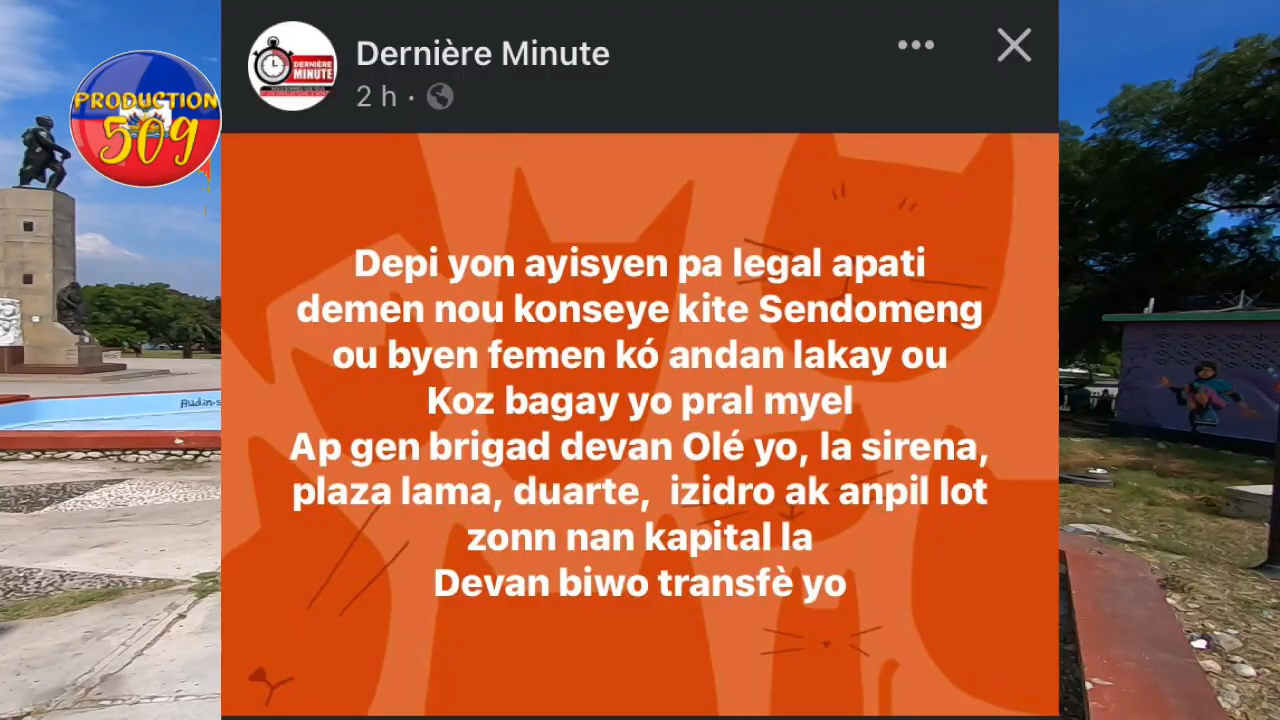 Dernière Minute
2 h ·
DERNIÈRE
MINUTE
PRODUCTION
509
Depi yon ayisyen pa legal apati
demen nou konseye kite Sendomeng
ou byen femen kó andan lakay ou
Koz bagay yo pral myel
Ap gen brigad devan Olé yo, la sirena,
plaza lama, duarte, izidro ak anpil lot
zonn nan kapital la
Devan biwo transfè yo